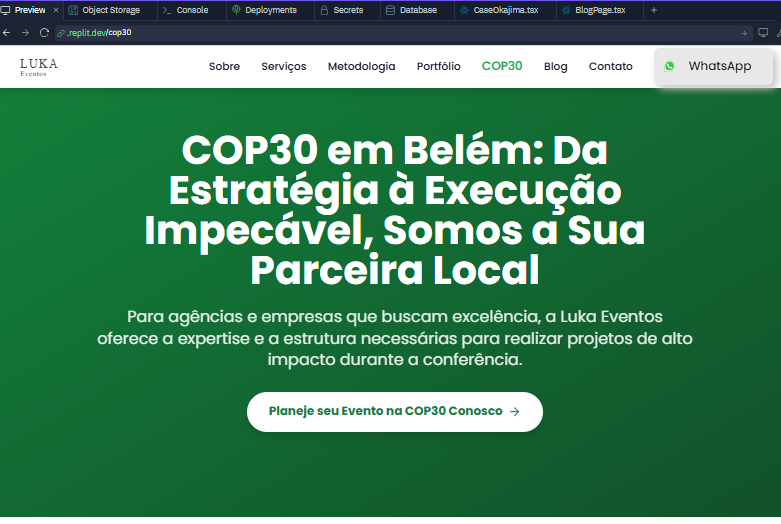 Preview
Object Storage
Console
Deployments
Secrets
Database
CaseOkajima.tsx
BlogPage.tsx
.replit.dev/cop30
LUKA
Eventos
Sobre
Serviços
Metodologia
Portfólio
COP30
Blog
Contato
WhatsApp
COP30 em Belém: Da
Estratégia à Execução
Impecável, Somos a Sua
Parceira Local
Para agências e empresas que buscam excelência, a Luka Eventos
oferece a expertise e a estrutura necessárias para realizar projetos de alto
impacto durante a conferência.
Planeje seu Evento na COP30 Conosco →